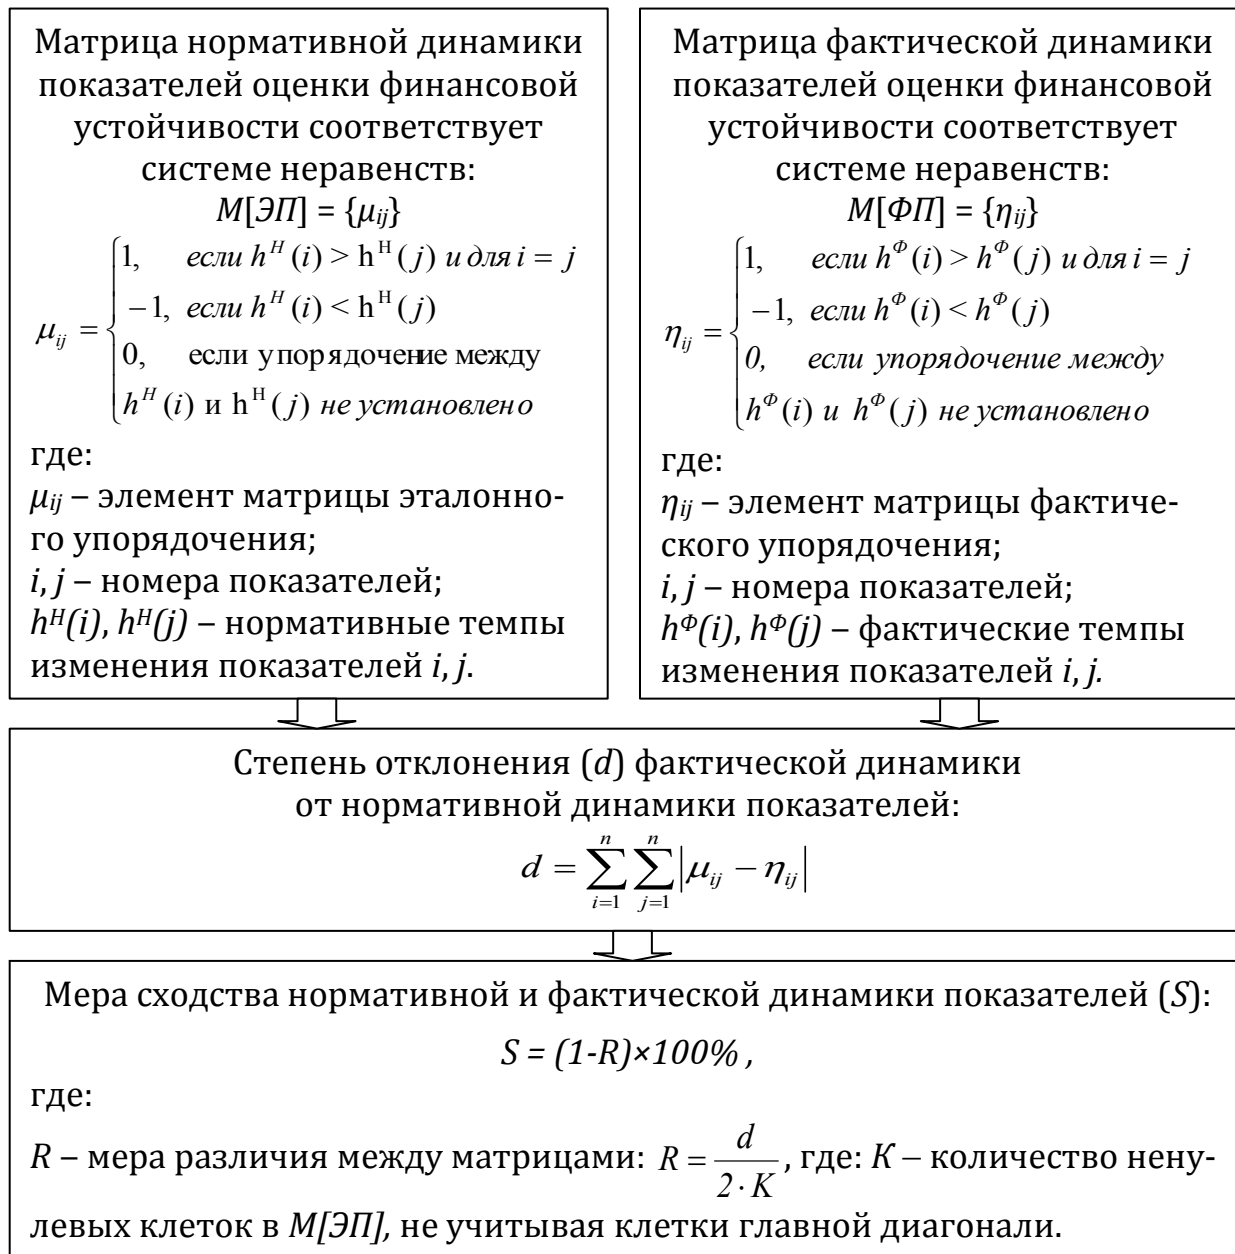 Матрица нормативной динамики
показателей оценки финансовой
устойчивости соответствует
системе неравенств:
M[ЭП] = {μij}
μij = {
1, если h^H (i) > h^H (j) и для i = j
−1, если h^H (i) < h^H (j)
0, если упорядочение между
h^H (i) и h^H (j) не установлено
где:
μij – элемент матрицы эталонно-
го упорядочения;
i, j – номера показателей;
h^H(i), h^H(j) – нормативные темпы
изменения показателей i, j.
Матрица фактической динамики
показателей оценки финансовой
устойчивости соответствует
системе неравенств:
M[ФП] = {ηij}
ηij = {
1, если h^Ф (i) > h^Ф (j) и для i = j
−1, если h^Ф (i) < h^Ф (j)
0, если упорядочение между
h^Ф (i) и h^Ф (j) не установлено
где:
ηij – элемент матрицы фактиче-
ского упорядочения;
i, j – номера показателей;
h^Ф(i), h^Ф(j) – фактические темпы
изменения показателей i, j.
Степень отклонения (d) фактической динамики
от нормативной динамики показателей:
d = ∑_{i=1}^{n} ∑_{j=1}^{n} |μij − ηij|
Мера сходства нормативной и фактической динамики показателей (S):
S = (1-R)×100% ,
где:
R – мера различия между матрицами: R = d / (2 · K), где: K – количество нену-
левых клеток в M[ЭП], не учитывая клетки главной диагонали.